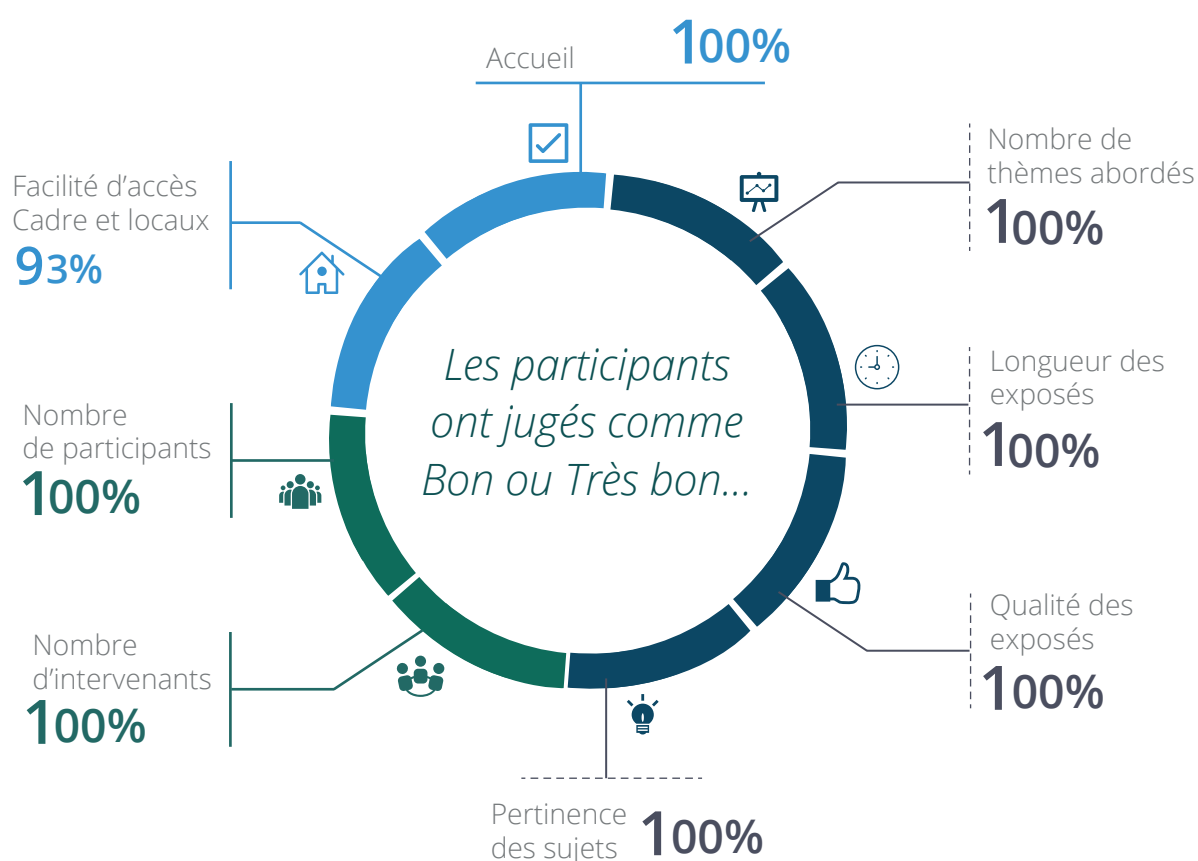 Accueil 100%
Nombre de
thèmes abordés
100%
Longueur des
exposés
100%
Qualité des
exposés
100%
Pertinence
des sujets 100%
Nombre
d’intervenants
100%
Nombre
de participants
100%
Facilité d’accès
Cadre et locaux
93%
Les participants
ont jugés comme
Bon ou Très bon...